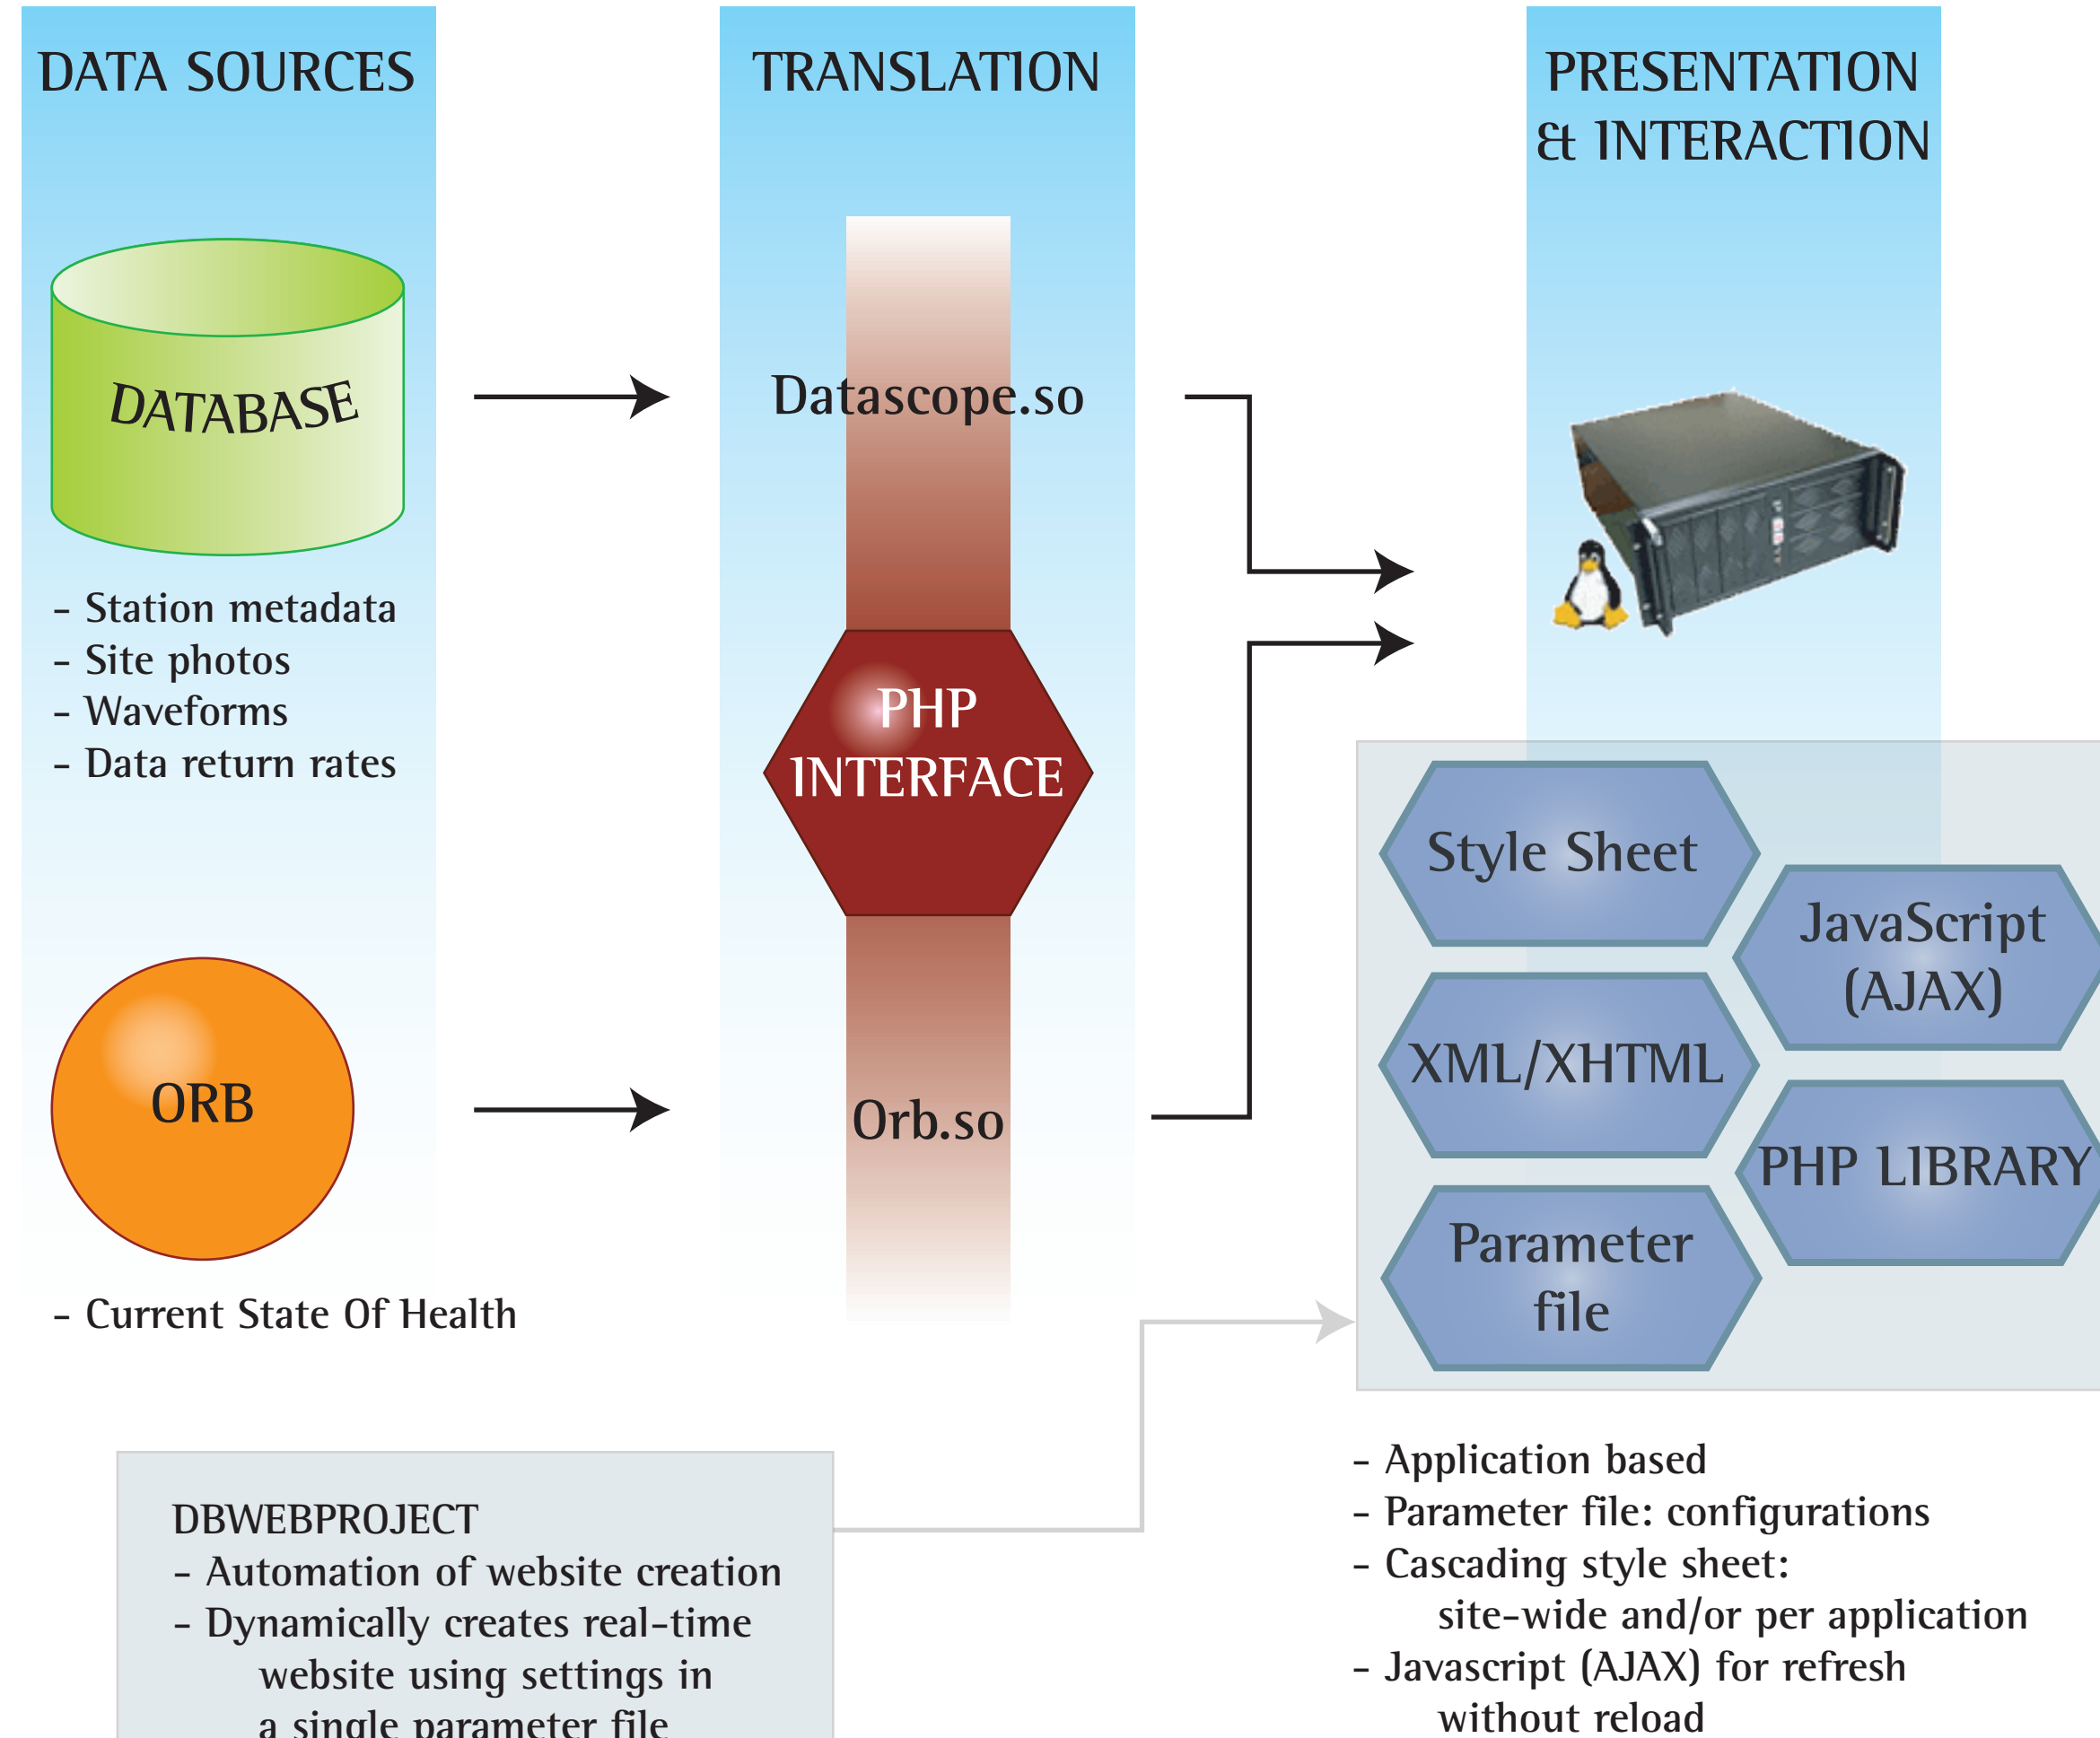 DATA SOURCES
DATABASE
- Station metadata
- Site photos
- Waveforms
- Data return rates
ORB
- Current State Of Health
TRANSLATION
Datascope.so
PHP
INTERFACE
Orb.so
PRESENTATION
& INTERACTION
Style Sheet
JavaScript
(AJAX)
XML/XHTML
PHP LIBRARY
Parameter
file
DBWEBPROJECT
- Automation of website creation
- Dynamically creates real-time
website using settings in
a single parameter file
- Application based
- Parameter file: configurations
- Cascading style sheet:
site-wide and/or per application
- Javascript (AJAX) for refresh
without reload